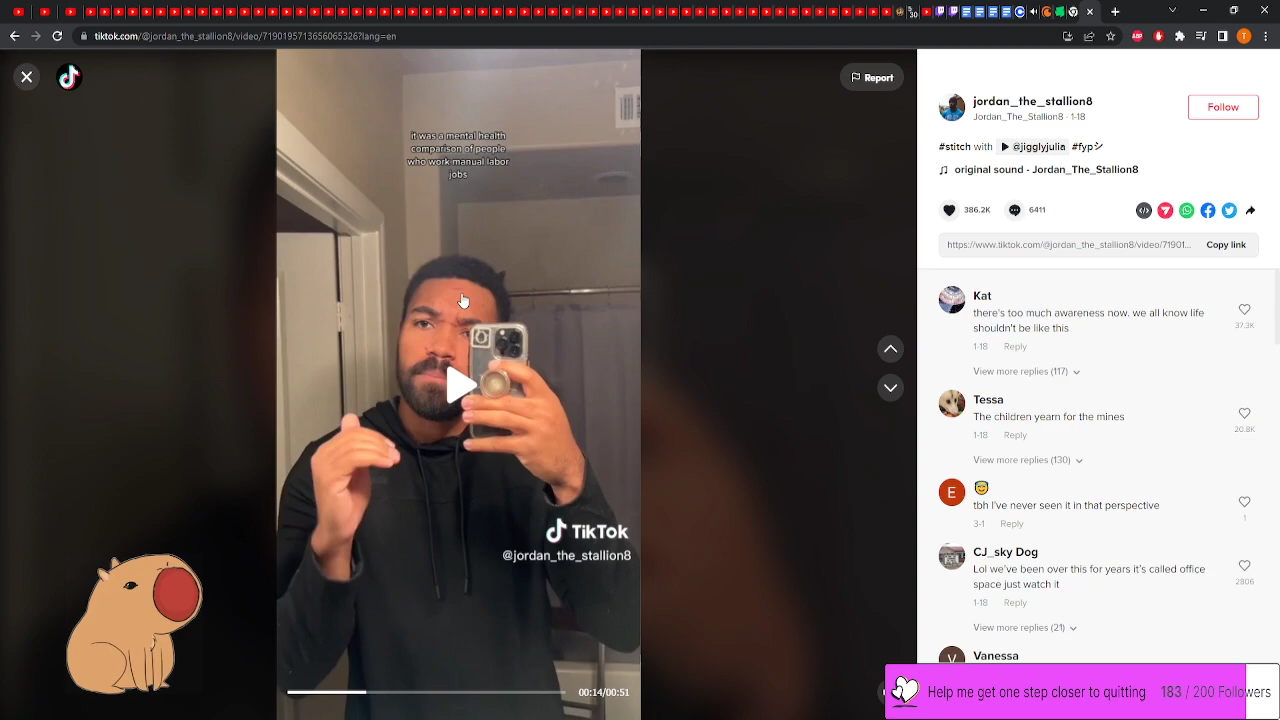 30
T
tiktok.com/@jordan_the_stallion8/video/7190195713656065326?lang=en
ABP
T
Report
it was a mental health
comparison of people
who work manual labor
jobs
TikTok
@jordan_the_stallion8
00:14/00:51
jordan_the_stallion8
Jordan_The_Stallion8 · 1-18
Follow
#stitch with ▶ @jigglyjulia #fypシ
original sound - Jordan_The_Stallion8
386.2K
6411
https://www.tiktok.com/@jordan_the_stallion8/video/71901...
Copy link
Kat
there's too much awareness now. we all know life
shouldn't be like this
37.3K
1-18 Reply
View more replies (117)
Tessa
The children yearn for the mines
20.8K
1-18 Reply
View more replies (130)
E
😇
tbh I've never seen it in that perspective
1
3-1 Reply
CJ_sky Dog
Lol we've been over this for years it's called office
space just watch it
2806
1-18 Reply
View more replies (21)
V
Vanessa
Help me get one step closer to quitting 183 / 200 Followers